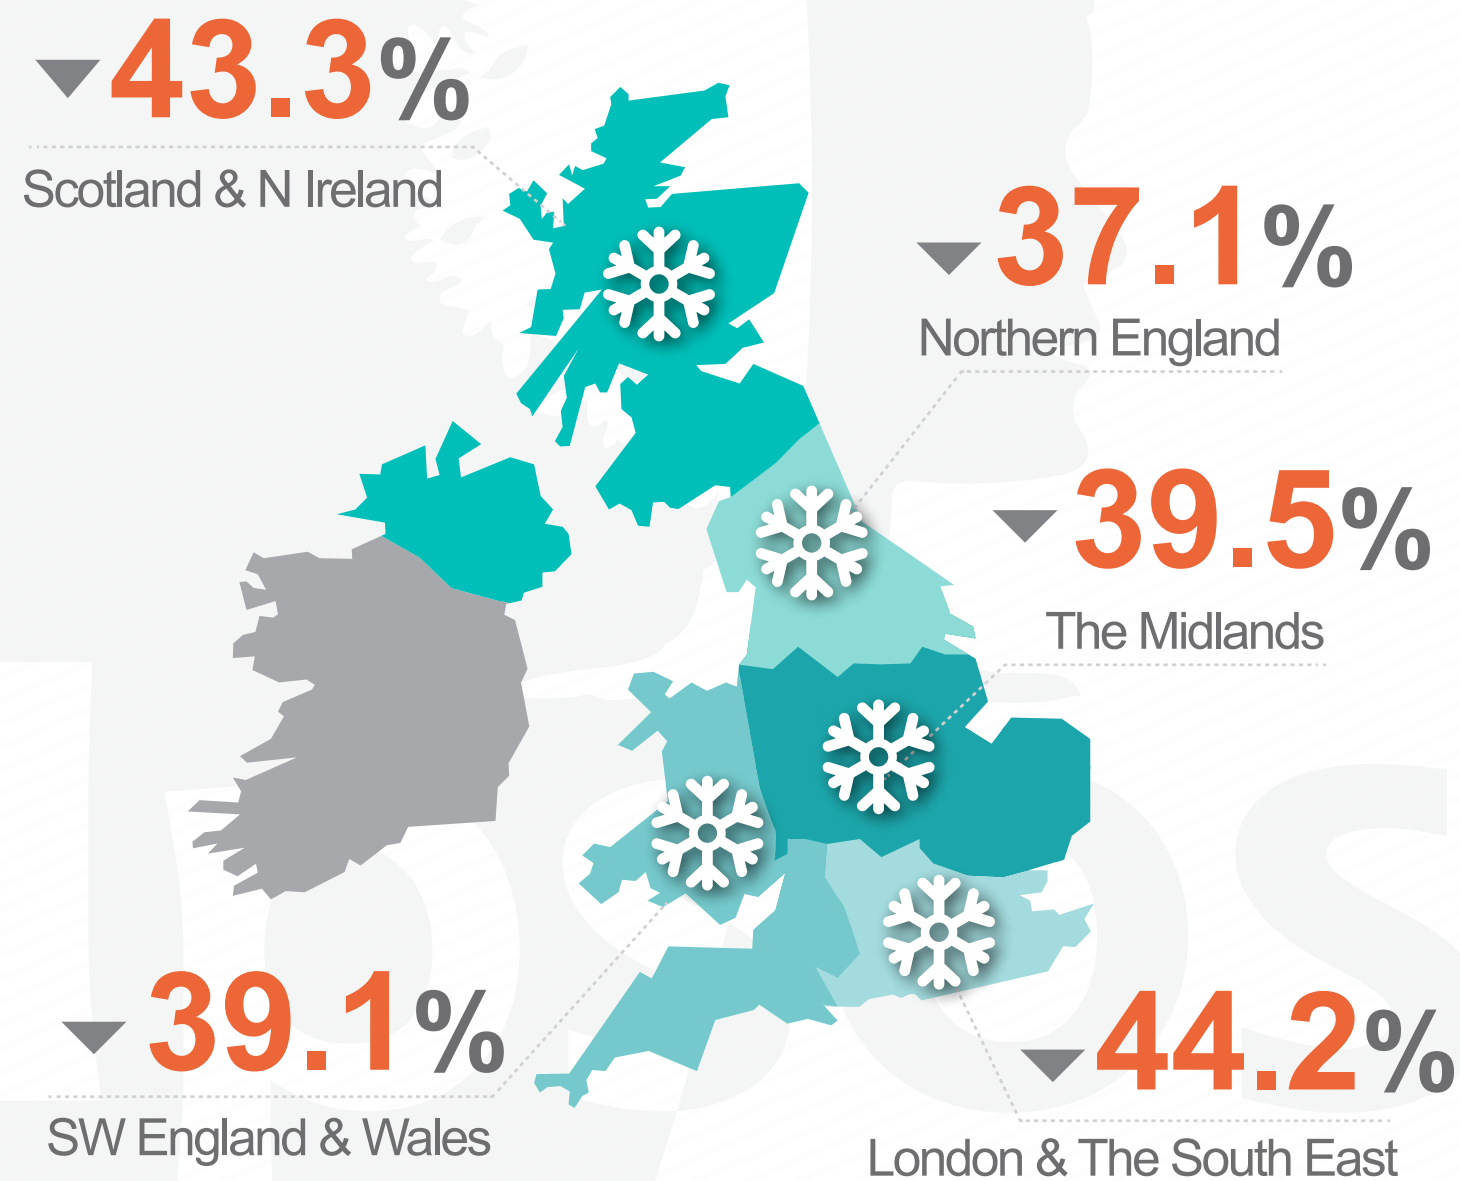 43.3%
Scotland & N Ireland
37.1%
Northern England
39.5%
The Midlands
39.1%
SW England & Wales
44.2%
London & The South East
Ipsos